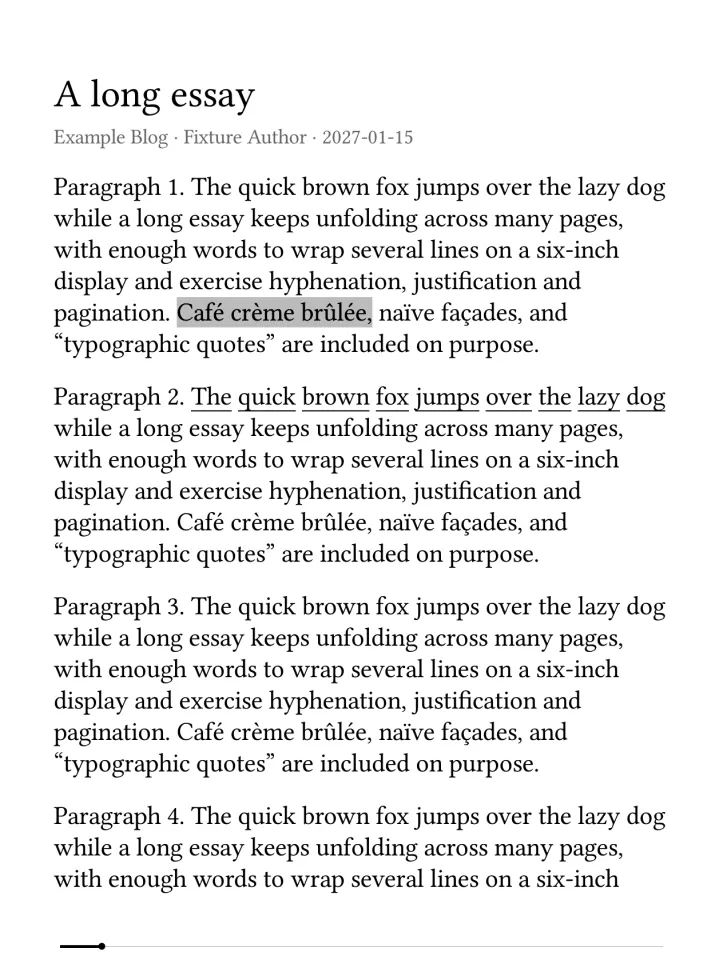 A long essay
Example Blog · Fixture Author · 2027-01-15
Paragraph 1. The quick brown fox jumps over the lazy dog
while a long essay keeps unfolding across many pages,
with enough words to wrap several lines on a six-inch
display and exercise hyphenation, justification and
pagination. Café crème brûlée, naïve façades, and
“typographic quotes” are included on purpose.
Paragraph 2. The quick brown fox jumps over the lazy dog
while a long essay keeps unfolding across many pages,
with enough words to wrap several lines on a six-inch
display and exercise hyphenation, justification and
pagination. Café crème brûlée, naïve façades, and
“typographic quotes” are included on purpose.
Paragraph 3. The quick brown fox jumps over the lazy dog
while a long essay keeps unfolding across many pages,
with enough words to wrap several lines on a six-inch
display and exercise hyphenation, justification and
pagination. Café crème brûlée, naïve façades, and
“typographic quotes” are included on purpose.
Paragraph 4. The quick brown fox jumps over the lazy dog
while a long essay keeps unfolding across many pages,
with enough words to wrap several lines on a six-inch